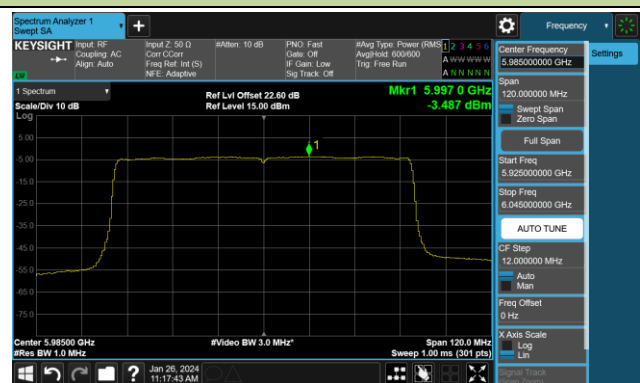 Spectrum Analyzer 1
Swept SA
Frequency
KEYSIGHT
Input: RF
Coupling: AC
Align: Auto
Input Z: 50 Ω
Corr CCorr
Freq Ref: Int (S)
NFE: Adaptive
#Atten: 10 dB
PNO: Fast
Gate: Off
IF Gain: Low
Sig Track: Off
#Avg Type: Power (RMS
Avg|Hold: 600/600
Trig: Free Run
1 2 3 4 5 6
A W W W W W
A N N N N N
LV
1 Spectrum
Scale/Div 10 dB
Log
Ref Lvl Offset 22.60 dB
Ref Level 15.00 dBm
Mkr1 5.997 0 GHz
-3.487 dBm
1
5.00
-5.00
-15.0
-25.0
-35.0
-45.0
-55.0
-65.0
-75.0
Center 5.98500 GHz
#Res BW 1.0 MHz
#Video BW 3.0 MHz*
Span 120.0 MHz
Sweep 1.00 ms (301 pts)
Center Frequency
5.985000000 GHz
Settings
Span
120.000000 MHz
Swept Span
Zero Span
Full Span
Start Freq
5.925000000 GHz
Stop Freq
6.045000000 GHz
AUTO TUNE
CF Step
12.000000 MHz
Auto
Man
Freq Offset
0 Hz
X Axis Scale
Log
Lin
Signal Track
Jan 26, 2024
11:17:43 AM